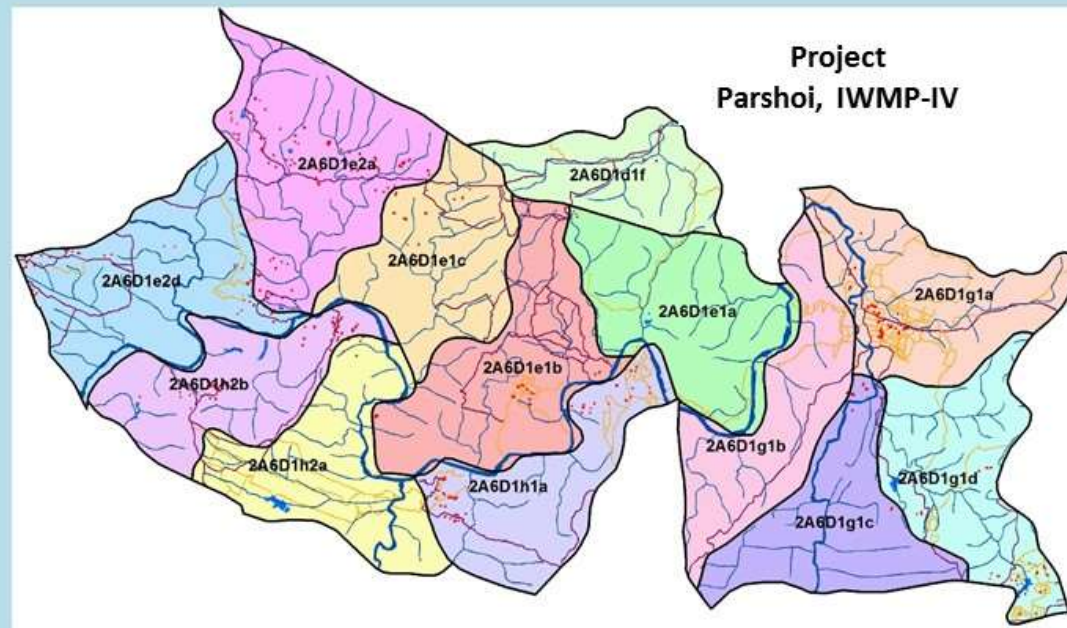 Project
Parshoi, IWMP-IV
2A6D1e2a
2A6D1d1f
2A6D1e1c
2A6D1e2d
2A6D1g1a
2A6D1e1a
2A6D1e1b
2A6D1h2b
2A6D1g1b
2A6D1h2a
2A6D1g1d
2A6D1h1a
2A6D1g1c